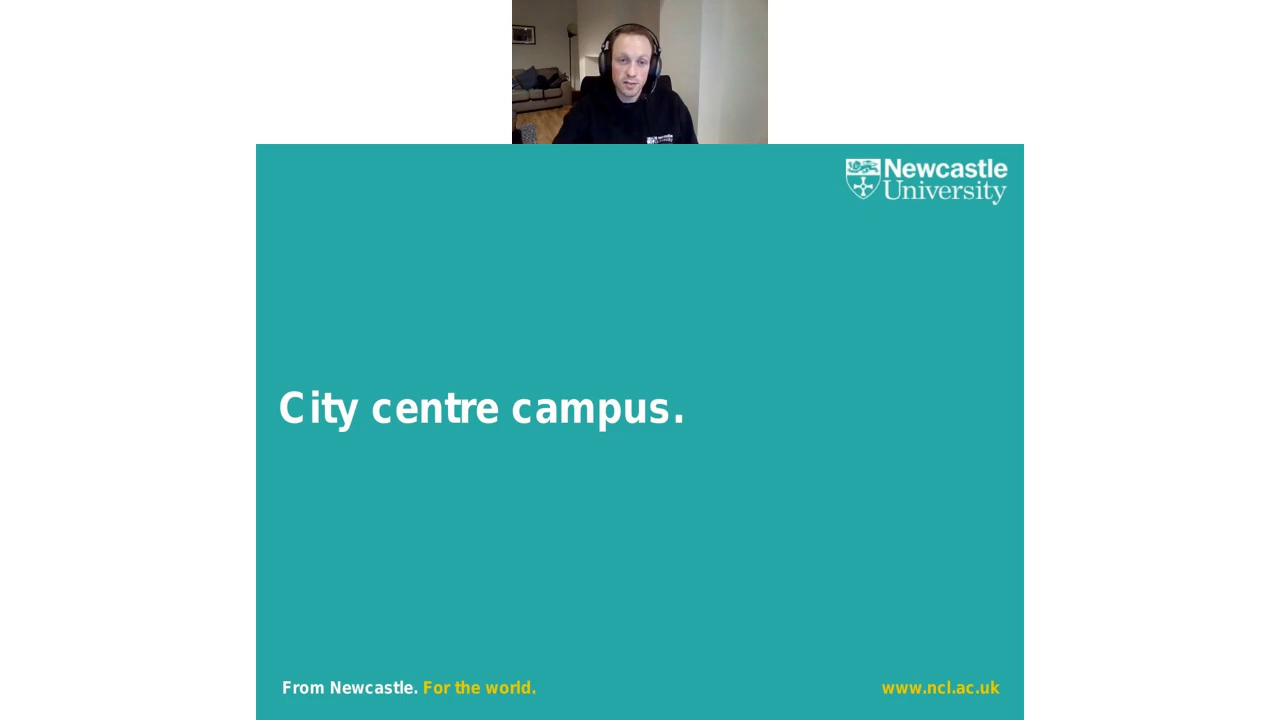 Newcastle
University
City centre campus.
From Newcastle. For the world.
www.ncl.ac.uk